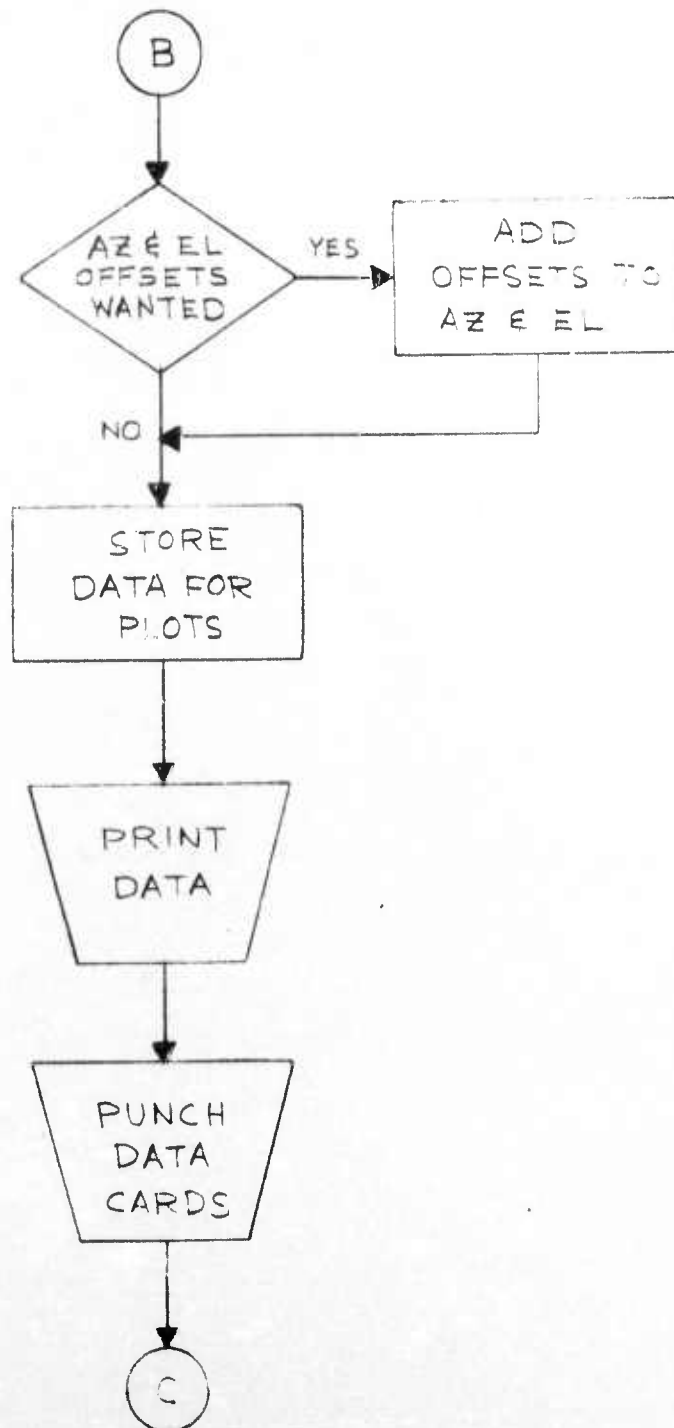 B
AZ & EL
OFFSETS
WANTED
YES
ADD
OFFSETS TO
AZ & EL
NO
STORE
DATA FOR
PLOTS
PRINT
DATA
PUNCH
DATA
CARDS
C